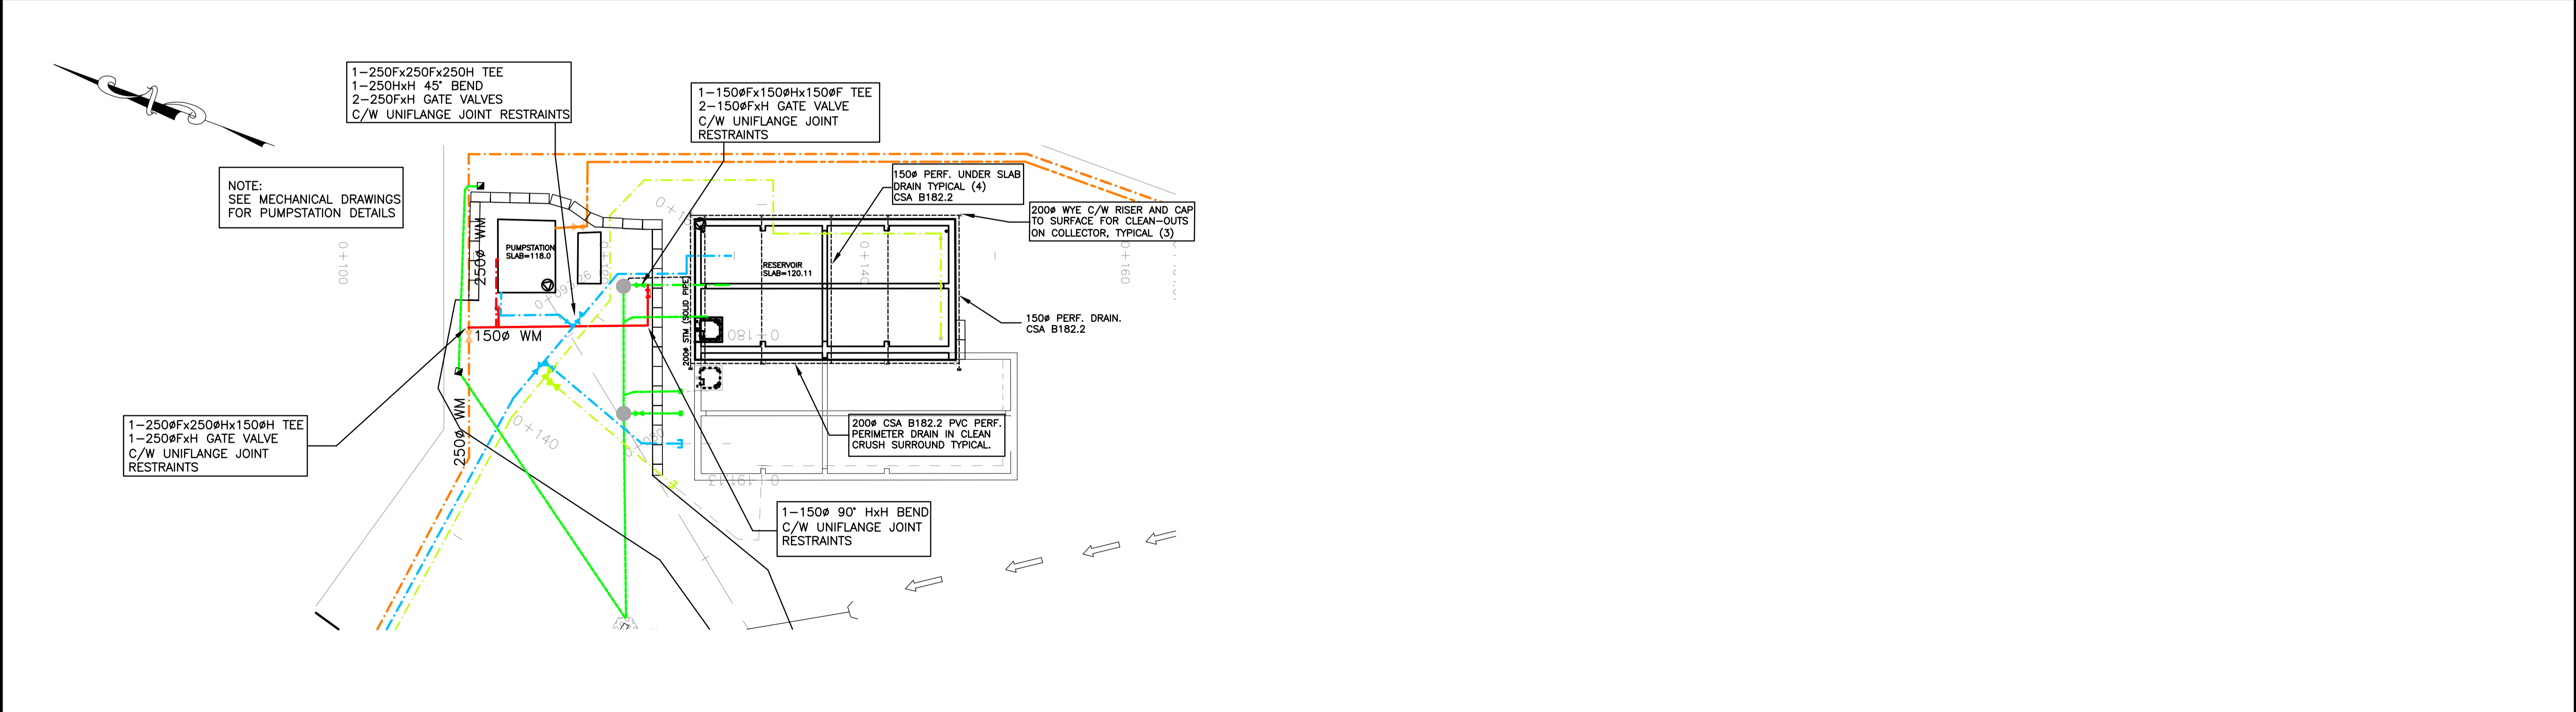 1-250Fx250Fx250H TEE
1-250HxH 45° BEND
2-250FxH GATE VALVES
C/W UNIFLANGE JOINT RESTRAINTS
1-150øFx150øHx150øF TEE
2-150øFxH GATE VALVE
C/W UNIFLANGE JOINT
RESTRAINTS
NOTE:
SEE MECHANICAL DRAWINGS
FOR PUMPSTATION DETAILS
150ø PERF. UNDER SLAB
DRAIN TYPICAL (4)
CSA B182.2
200ø WYE C/W RISER AND CAP
TO SURFACE FOR CLEAN-OUTS
ON COLLECTOR, TYPICAL (3)
250ø WM
PUMPSTATION
SLAB=118.0
RESERVOIR
SLAB=120.11
0+100
0+140
0+160
200ø STM (SOLID PIPE)
150ø PERF. DRAIN.
CSA B182.2
150ø WM
0+180
250ø WM
1-250øFx250øHx150øH TEE
1-250øFxH GATE VALVE
C/W UNIFLANGE JOINT
RESTRAINTS
0+140
200ø CSA B182.2 PVC PERF.
PERIMETER DRAIN IN CLEAN
CRUSH SURROUND TYPICAL.
1-150ø 90° HxH BEND
C/W UNIFLANGE JOINT
RESTRAINTS